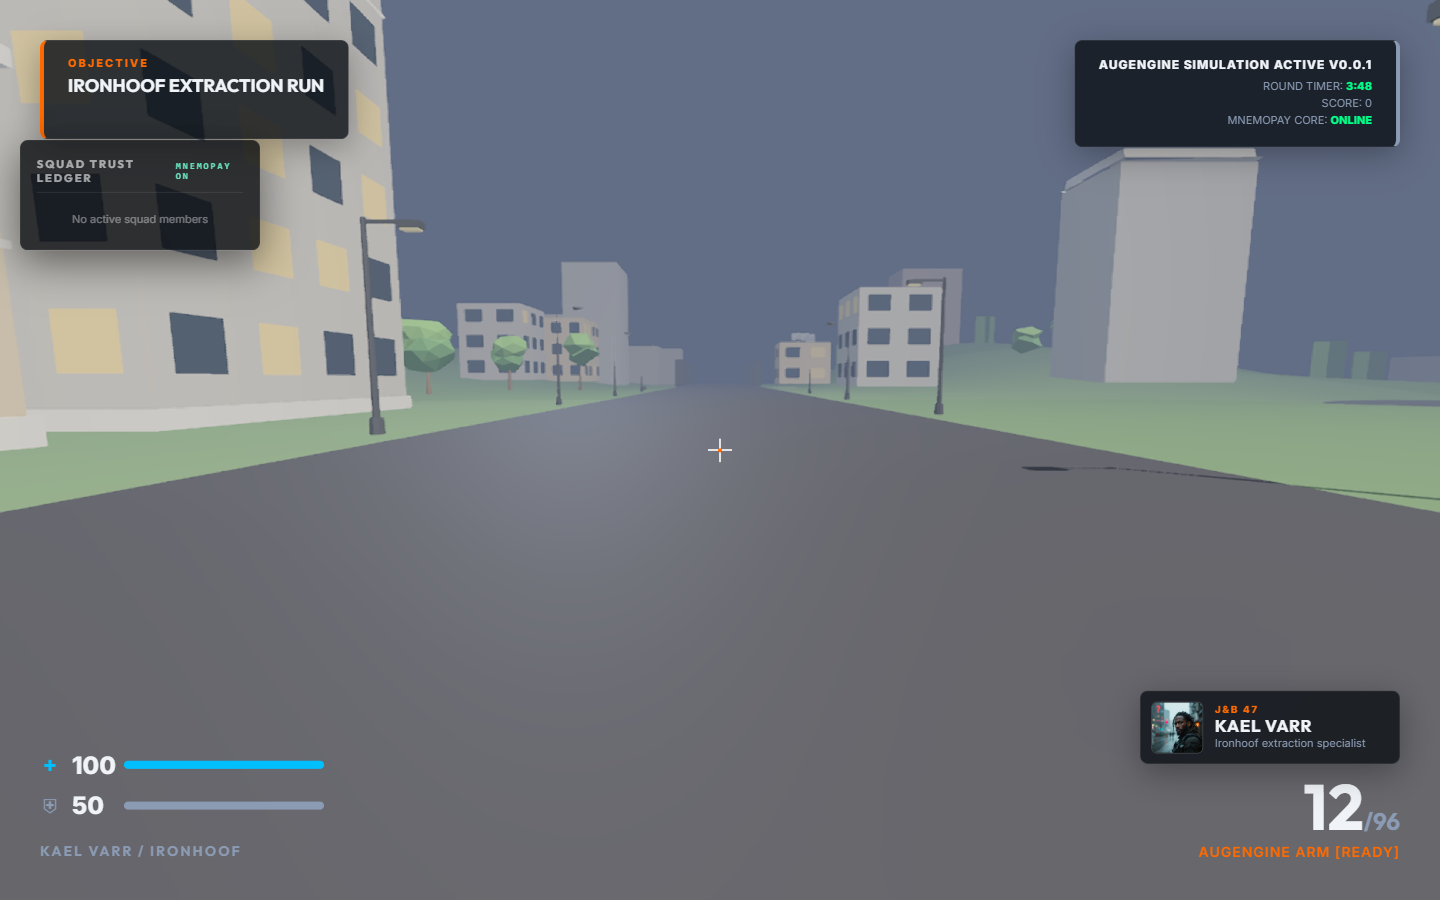 OBJECTIVE
IRONHOOF EXTRACTION RUN
SQUAD TRUST
LEDGER
MNEMOPAY
ON
No active squad members
AUGENGINE SIMULATION ACTIVE V0.0.1
ROUND TIMER: 3:48
SCORE: 0
MNEMOPAY CORE: ONLINE
100
50
KAEL VARR / IRONHOOF
J&B 47
KAEL VARR
Ironhoof extraction specialist
12/96
AUGENGINE ARM [READY]